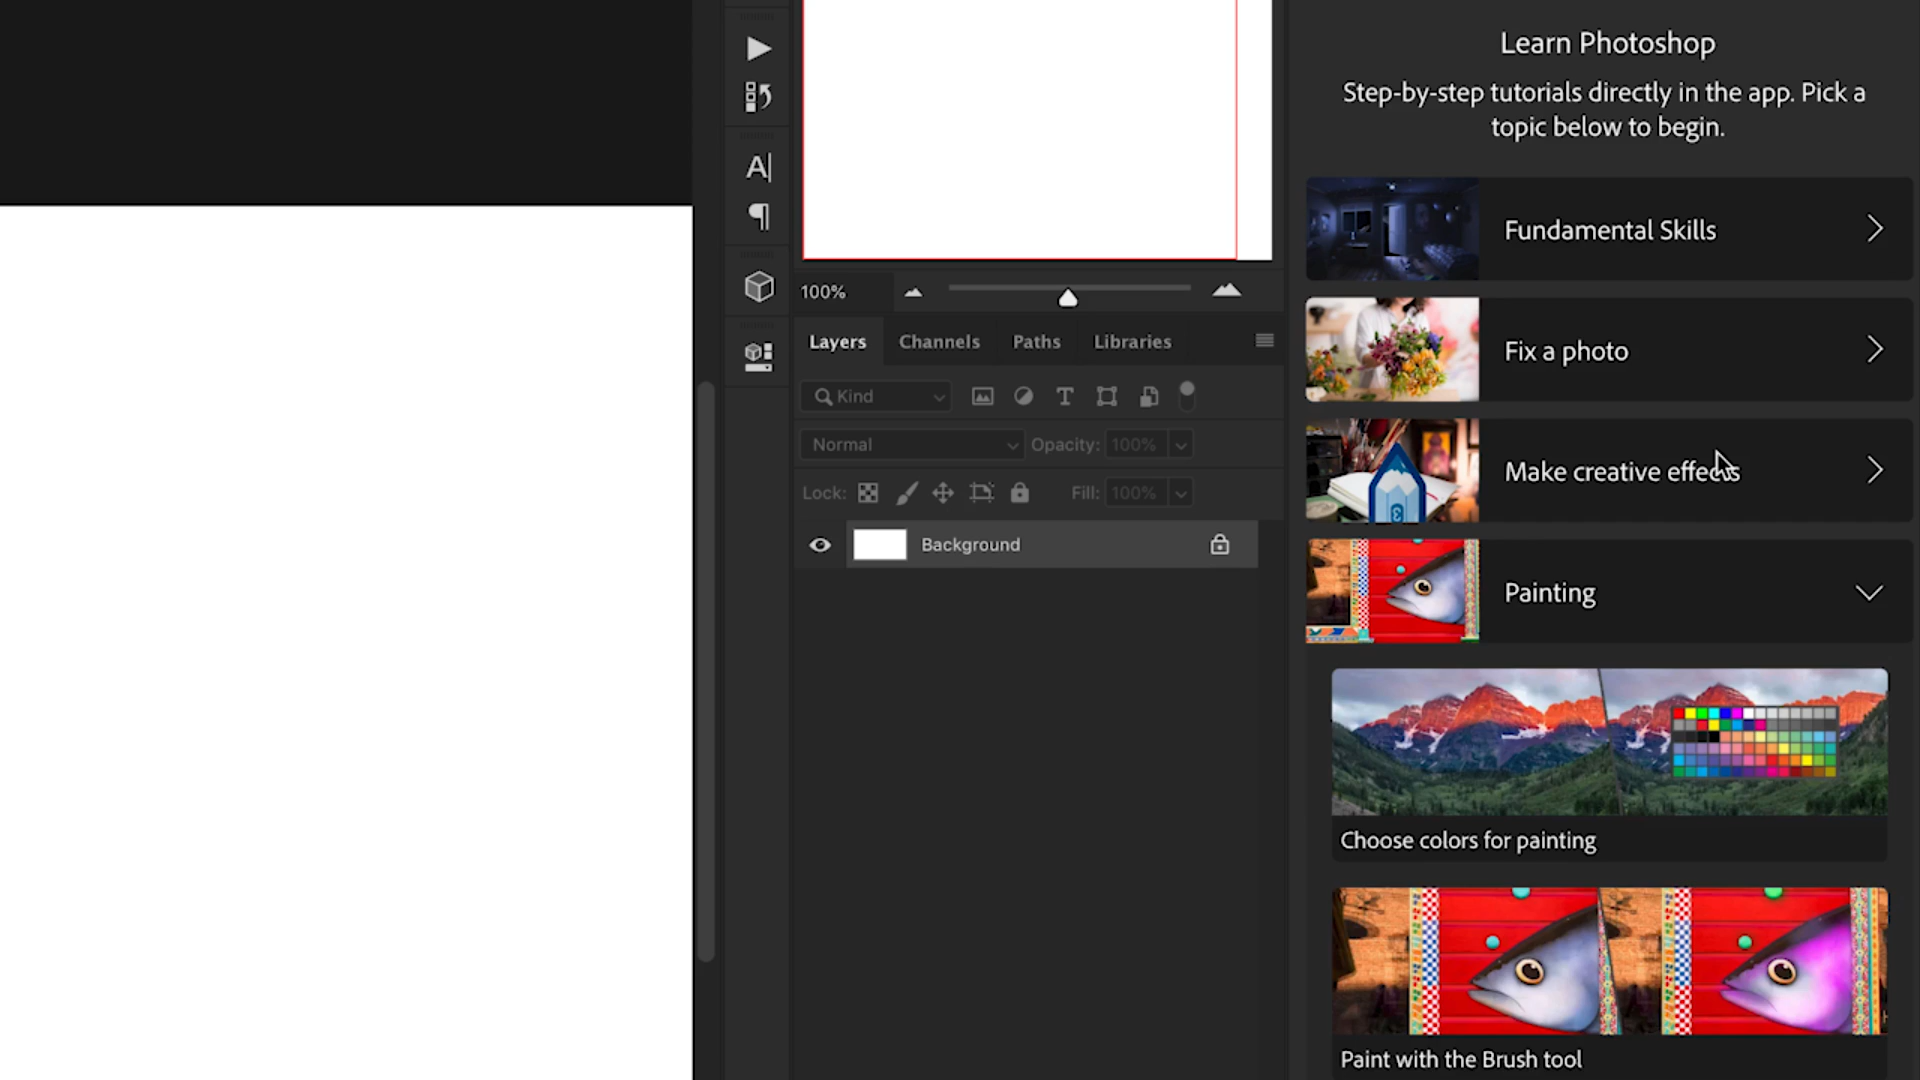 A|
¶
100%
Layers
Channels
Paths
Libraries
Kind
T
Normal
Opacity: 100%
Lock:
Fill: 100%
Background
Learn Photoshop
Step-by-step tutorials directly in the app. Pick a
topic below to begin.
Fundamental Skills
Fix a photo
Make creative effects
Painting
Choose colors for painting
Paint with the Brush tool